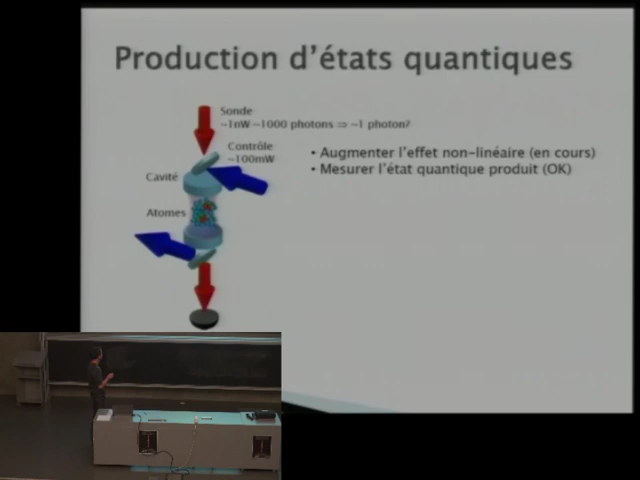 Production d'états quantiques
Sonde
~1nW ~1000 photons ⇒ ~1 photon?
Contrôle
~100mW
Cavité
Atomes
• Augmenter l'effet non-linéaire (en cours)
• Mesurer l'état quantique produit (OK)